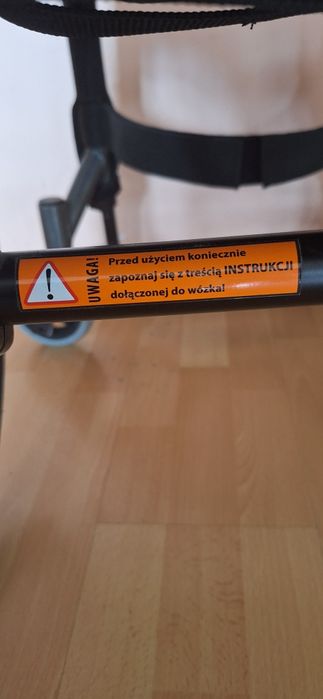 UWAGA!
Przed użyciem koniecznie
zapoznaj się z treścią INSTRUKCJI
dołączonej do wózka!